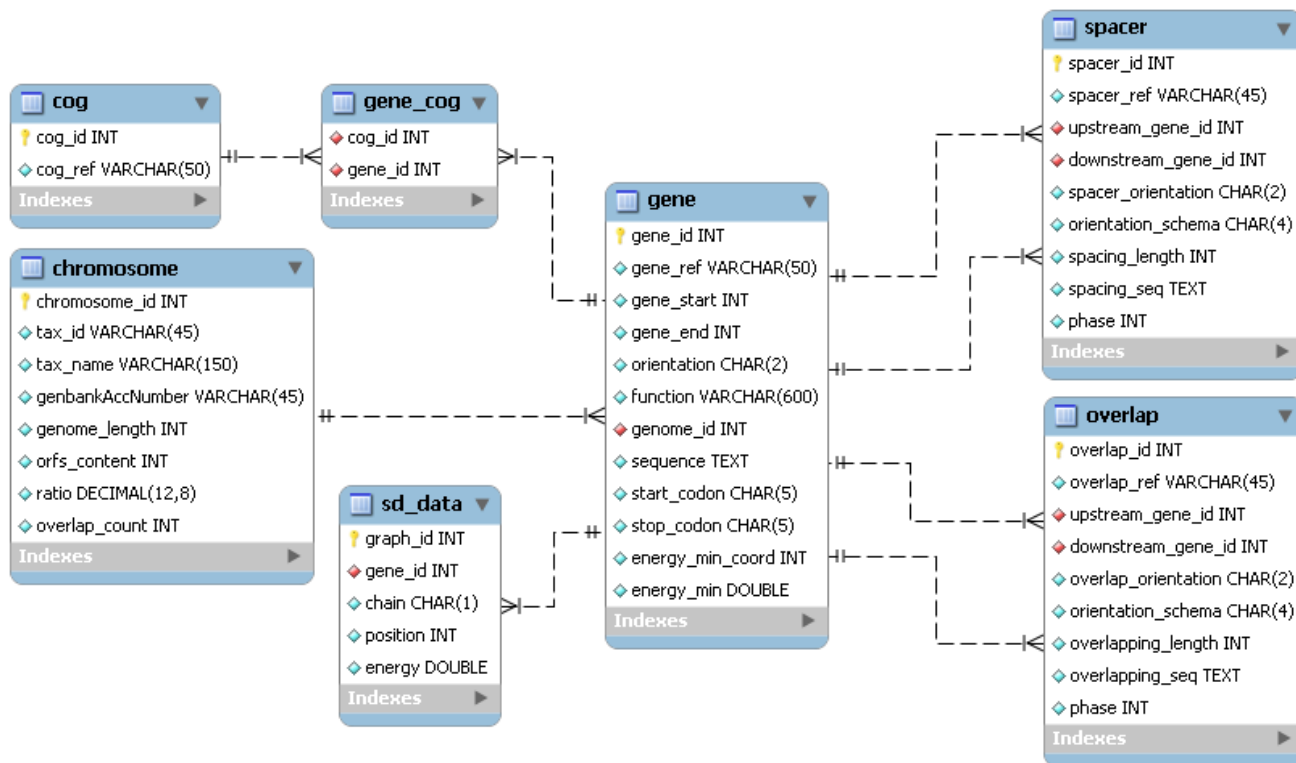 cog
cog_id INT
cog_ref VARCHAR(50)
Indexes
gene_cog
cog_id INT
gene_id INT
Indexes
chromosome
chromosome_id INT
tax_id VARCHAR(45)
tax_name VARCHAR(150)
genbankAccNumber VARCHAR(45)
genome_length INT
orfs_content INT
ratio DECIMAL(12,8)
overlap_count INT
Indexes
sd_data
graph_id INT
gene_id INT
chain CHAR(1)
position INT
energy DOUBLE
Indexes
gene
gene_id INT
gene_ref VARCHAR(50)
gene_start INT
gene_end INT
orientation CHAR(2)
function VARCHAR(600)
genome_id INT
sequence TEXT
start_codon CHAR(5)
stop_codon CHAR(5)
energy_min_coord INT
energy_min DOUBLE
Indexes
spacer
spacer_id INT
spacer_ref VARCHAR(45)
upstream_gene_id INT
downstream_gene_id INT
spacer_orientation CHAR(2)
orientation_schema CHAR(4)
spacing_length INT
spacing_seq TEXT
phase INT
Indexes
overlap
overlap_id INT
overlap_ref VARCHAR(45)
upstream_gene_id INT
downstream_gene_id INT
overlap_orientation CHAR(2)
orientation_schema CHAR(4)
overlapping_length INT
overlapping_seq TEXT
phase INT
Indexes